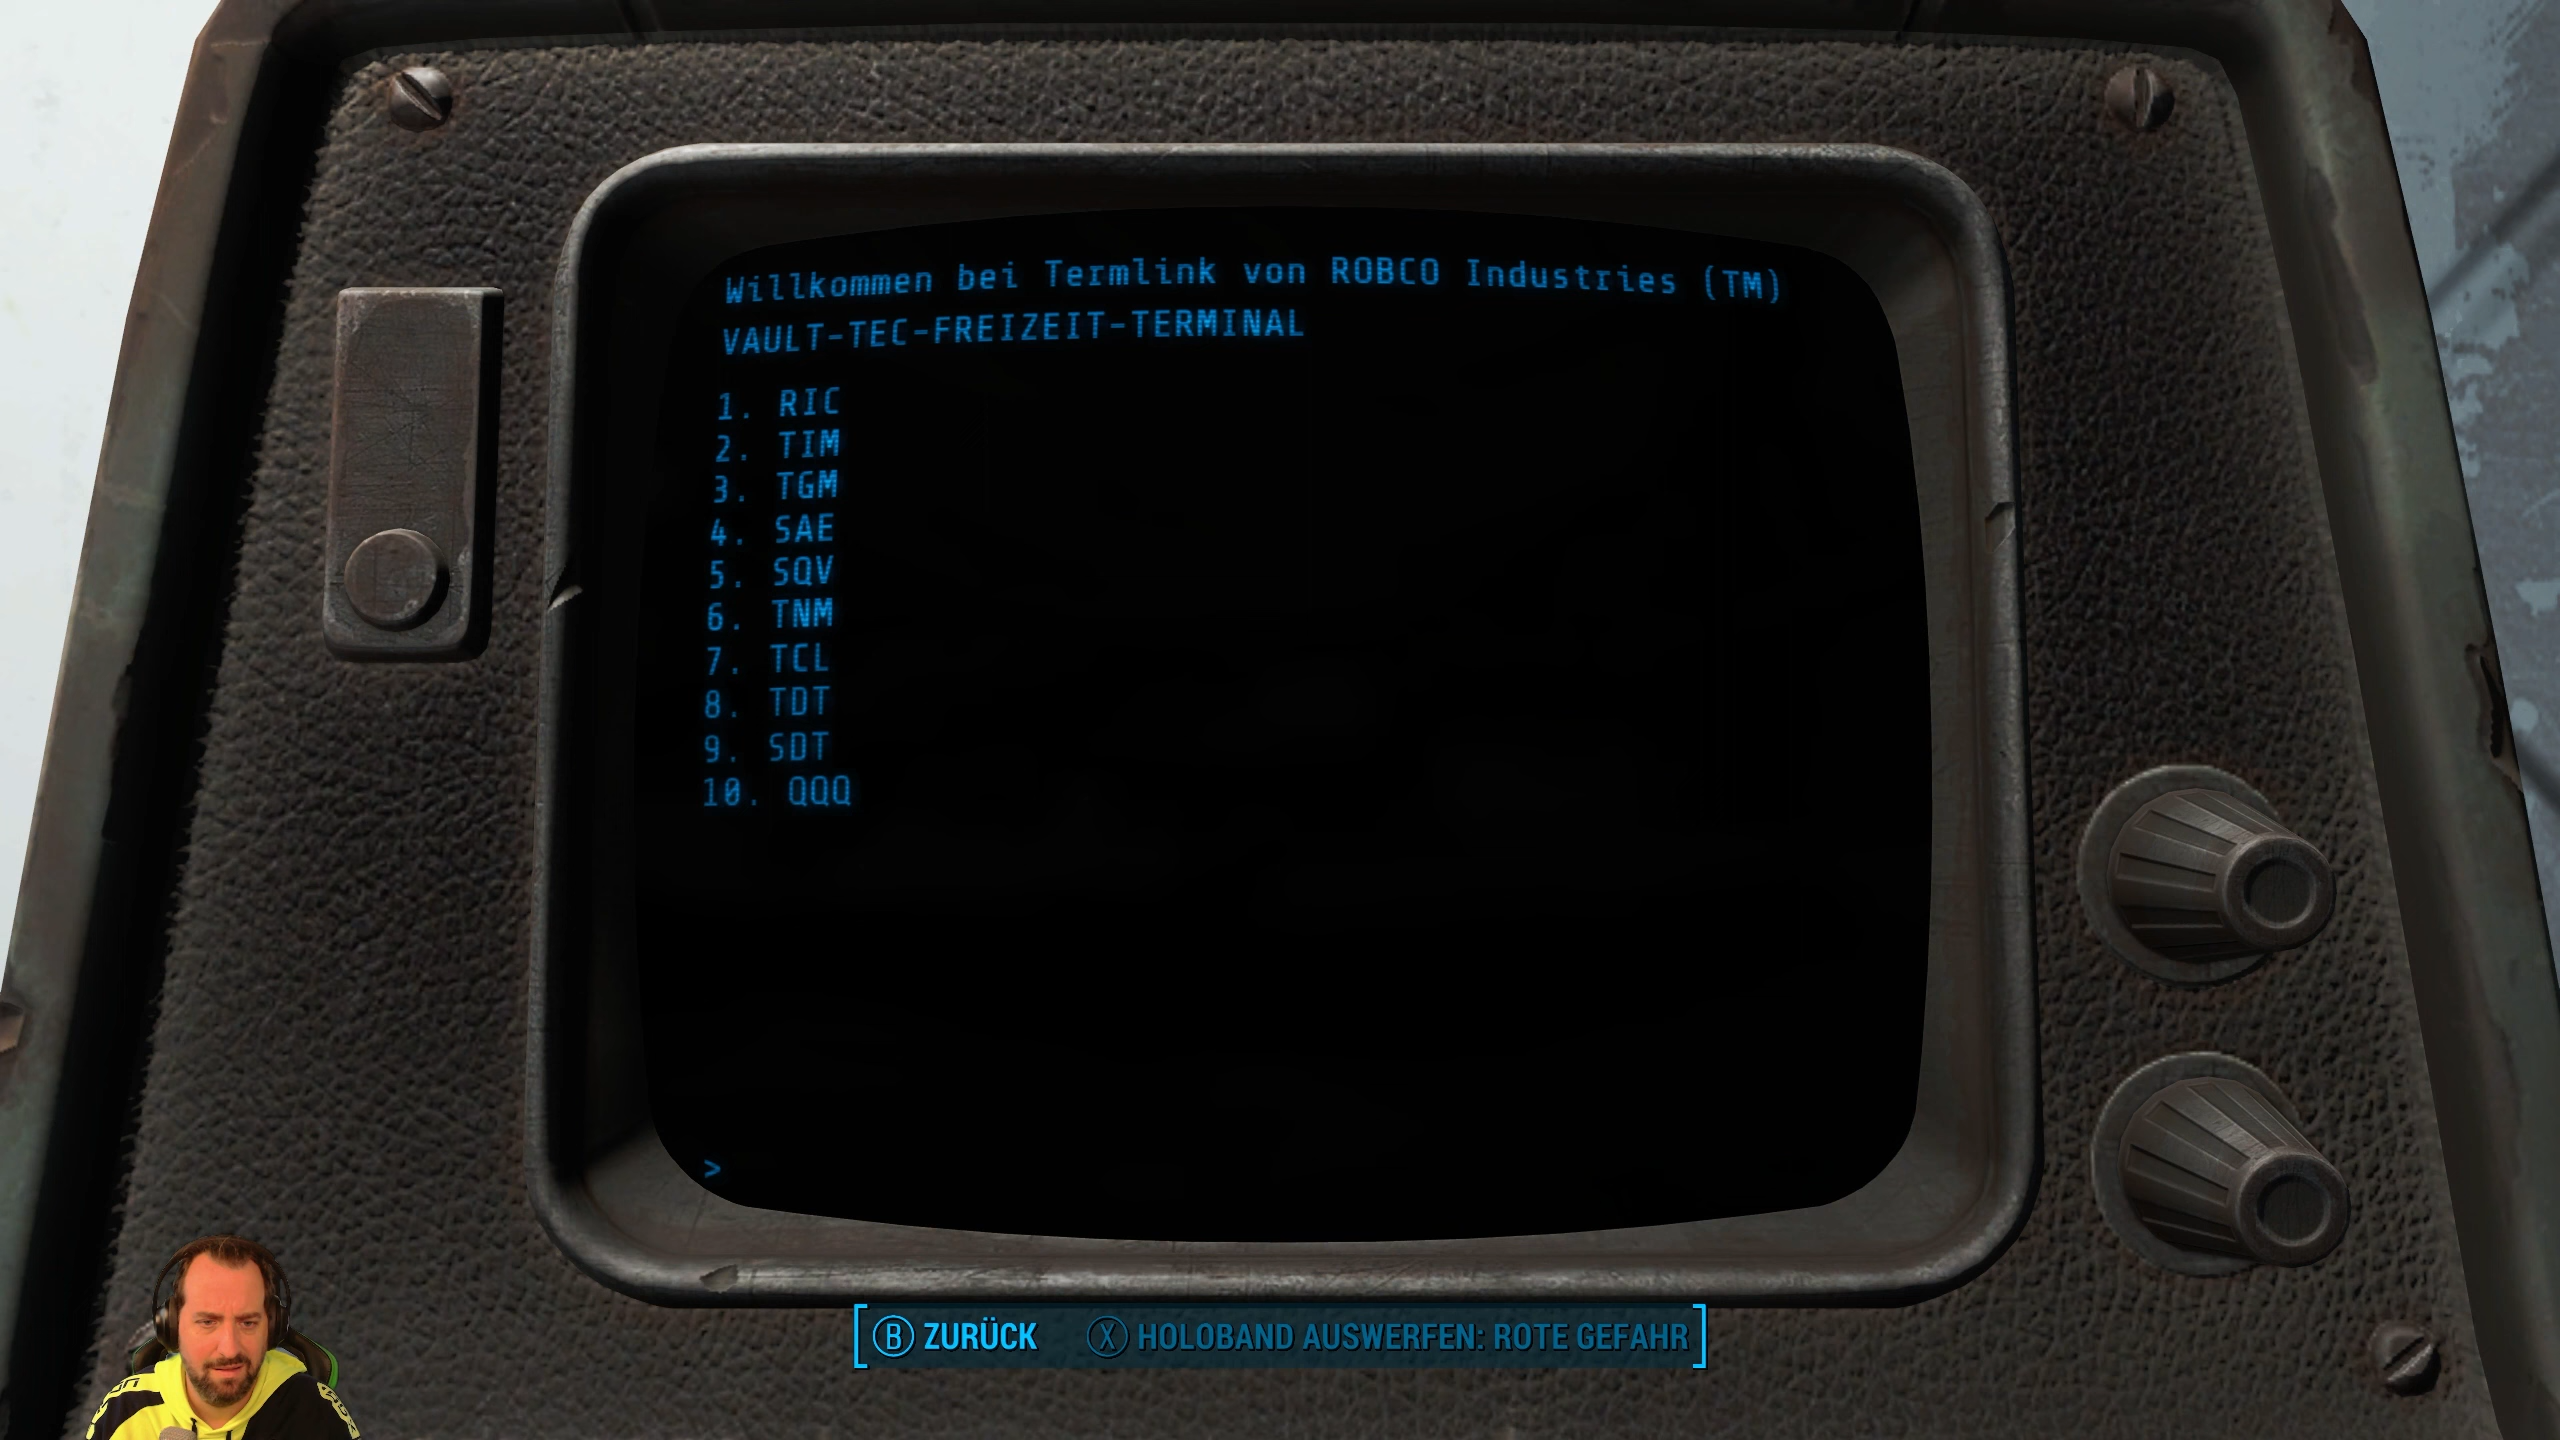 Willkommen bei Termlink von ROBCO Industries (TM)
VAULT-TEC-FREIZEIT-TERMINAL
1. RIC
2. TIM
3. TGM
4. SAE
5. SQV
6. TNM
7. TCL
8. TDT
9. SDT
10. QQQ
>
B ZURÜCK X HOLOBAND AUSWERFEN: ROTE GEFAHR